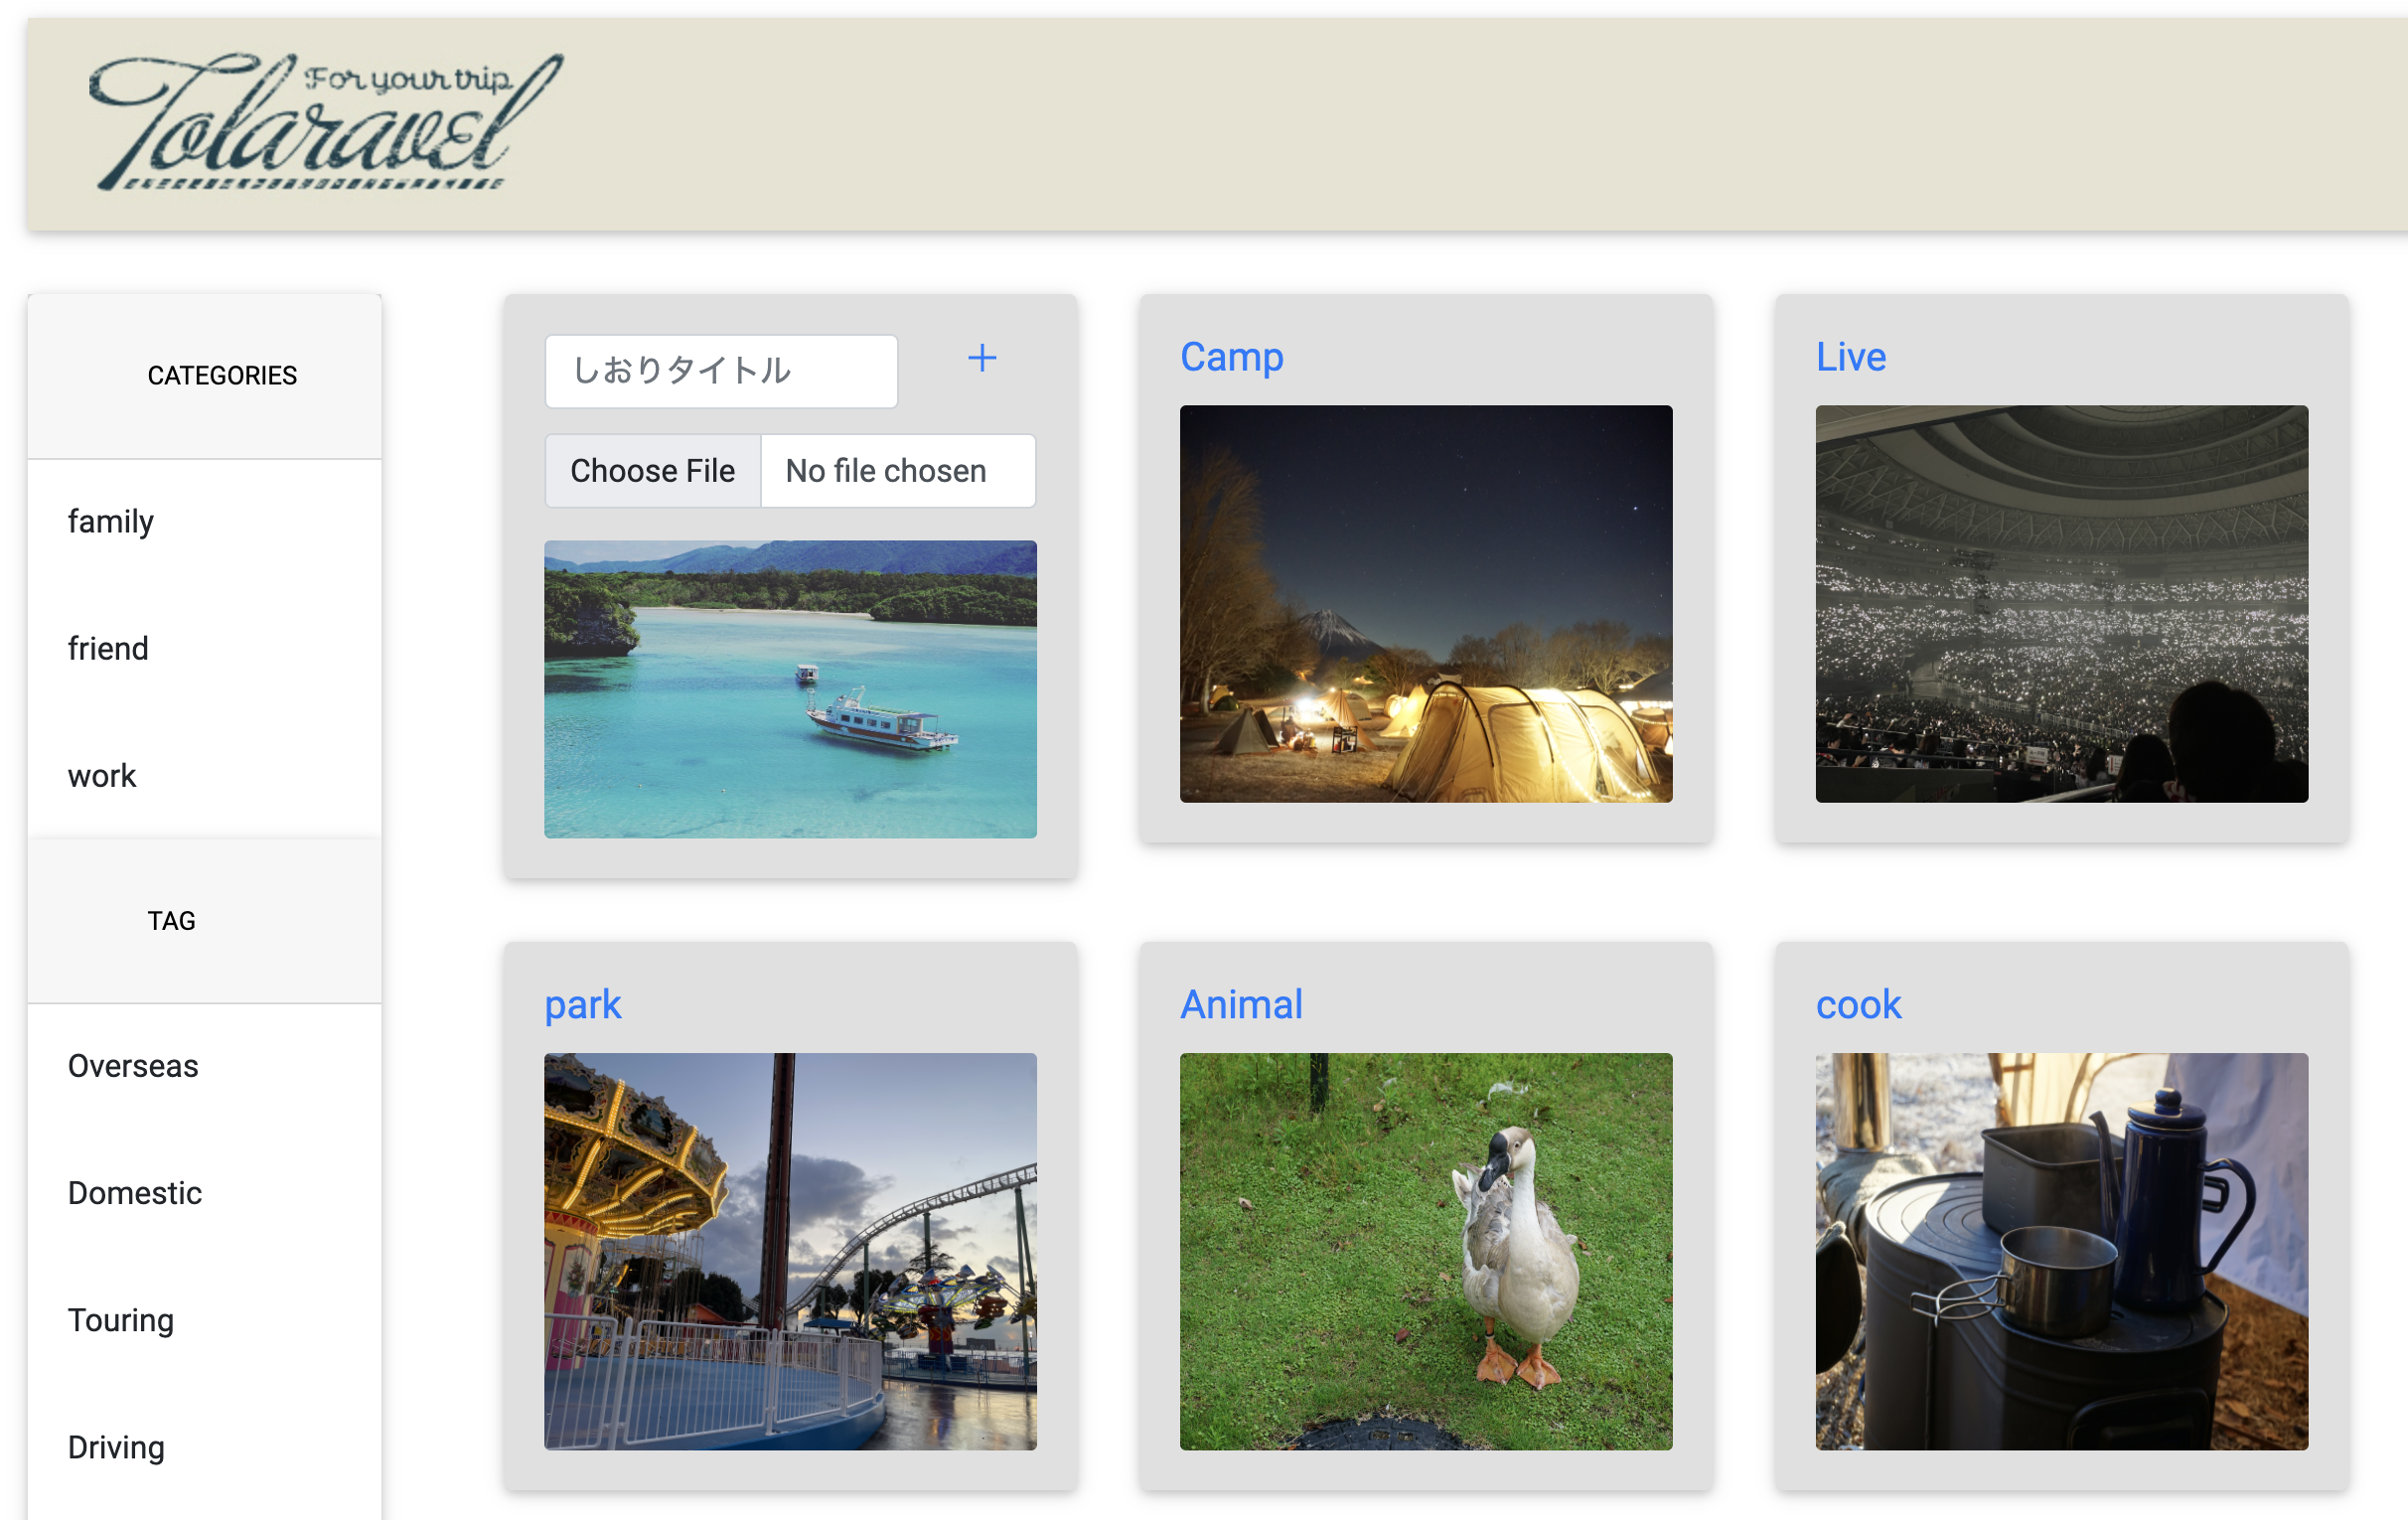 For your trip
Tolaravel
CATEGORIES
family
friend
work
TAG
Overseas
Domestic
Touring
Driving
しおりタイトル
+
Choose File
No file chosen
Camp
Live
park
Animal
cook